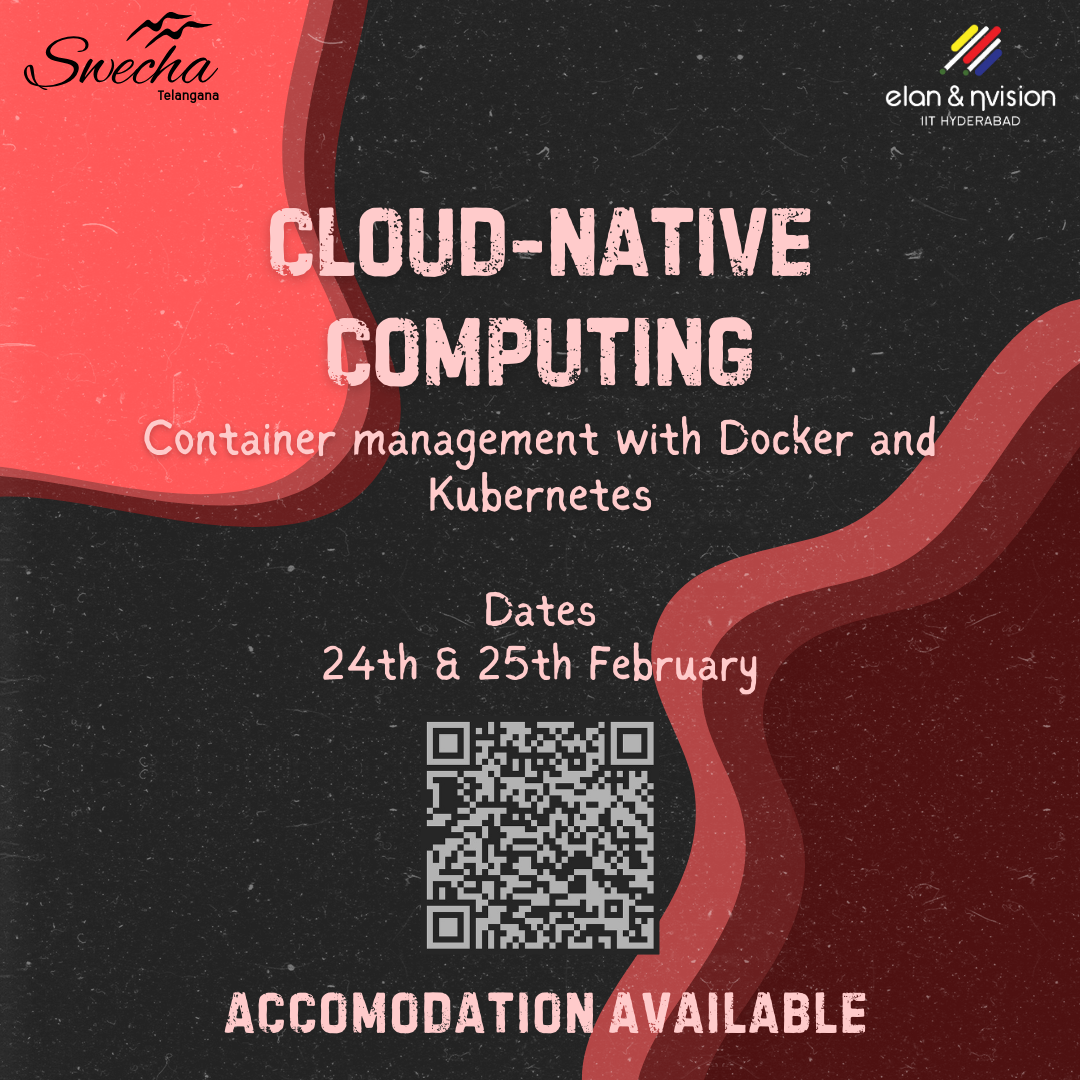 Swecha
Telangana
elan & ηvision
IIT HYDERABAD
CLOUD-NATIVE
COMPUTING
Container management with Docker and
Kubernetes
Dates
24th & 25th February
ACCOMODATION AVAILABLE